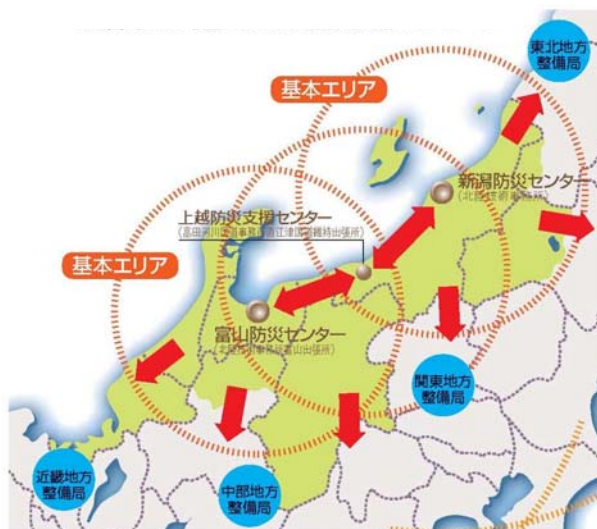 東北地方
整備局
基本エリア
新潟防災センター
(北陸技術事務所)
上越防災支援センター
基本エリア
富山防災センター
関東地方
整備局
近畿地方
整備局
中部地方
整備局